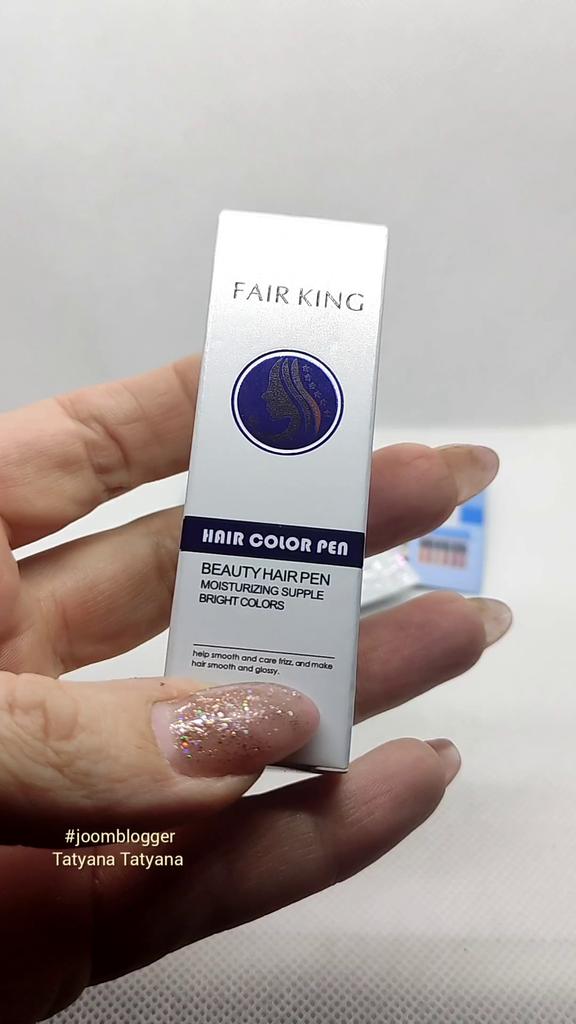 FAIR KING
HAIR COLOR PEN
BEAUTY HAIR PEN
MOISTURIZING SUPPLE
BRIGHT COLORS
help smooth and care frizz, and make
hair smooth and glossy.
#joomblogger
Tatyana Tatyana